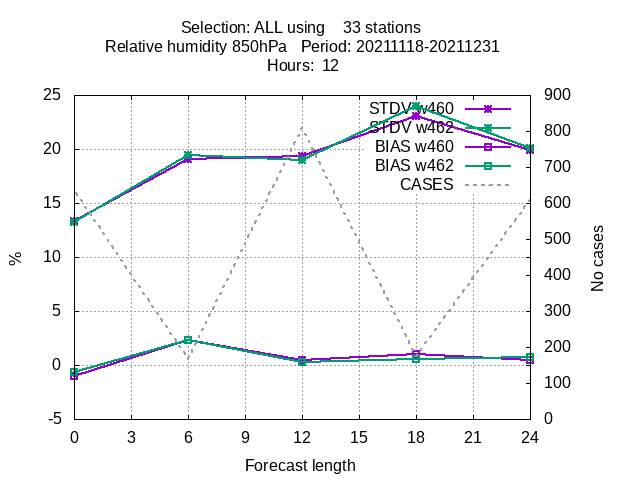 Selection: ALL using    33 stations
Relative humidity 850hPa   Period: 20211118-20211231
Hours:  12
25
20
15
10
5
0
-5
%
900
800
700
600
500
400
300
200
100
0
No cases
STDV w460
STDV w462
BIAS w460
BIAS w462
CASES
0 3 6 9 12 15 18 21 24
Forecast length